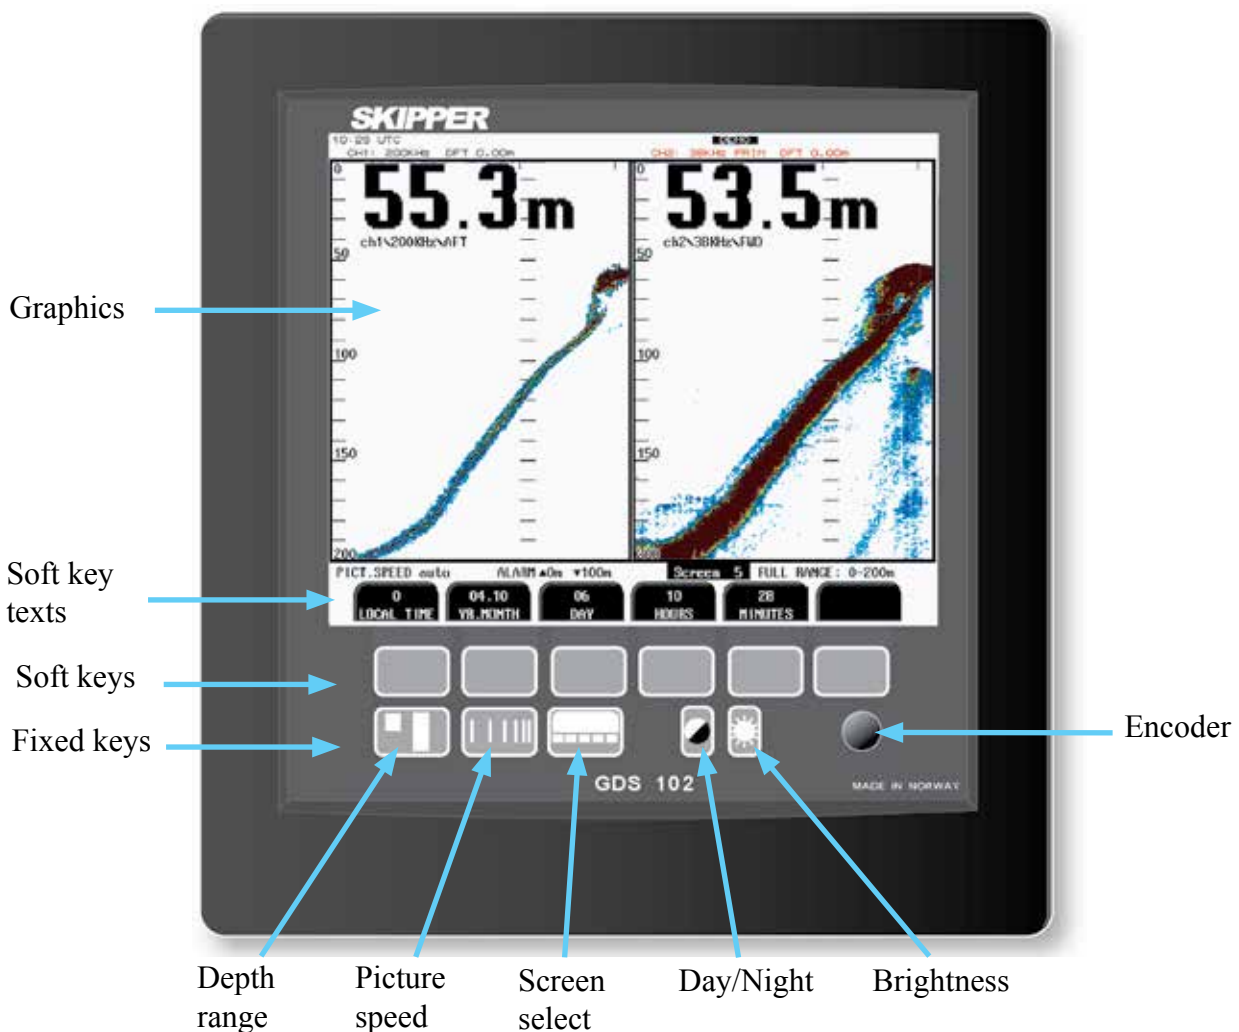 SKIPPER
10-29 UTC
DEMO
CH1: 200KHz OFT 0.00m
CH2: 38KHz PRIM OFT 0.00m
0
55.3m
ch1\200KHz\AFT
50
100
150
200
0
53.5m
ch2\38KHz\FWD
50
100
150
PICT.SPEED auto
ALARM ▲0m ▼100m
Screen 5
FULL RANGE: 0-200m
0
LOCAL TIME
04.10
YR.MONTH
06
DAY
10
HOURS
28
MINUTES
GDS 102
MADE IN NORWAY
Graphics
Soft key
texts
Soft keys
Fixed keys
Encoder
Depth
range
Picture
speed
Screen
select
Day/Night
Brightness